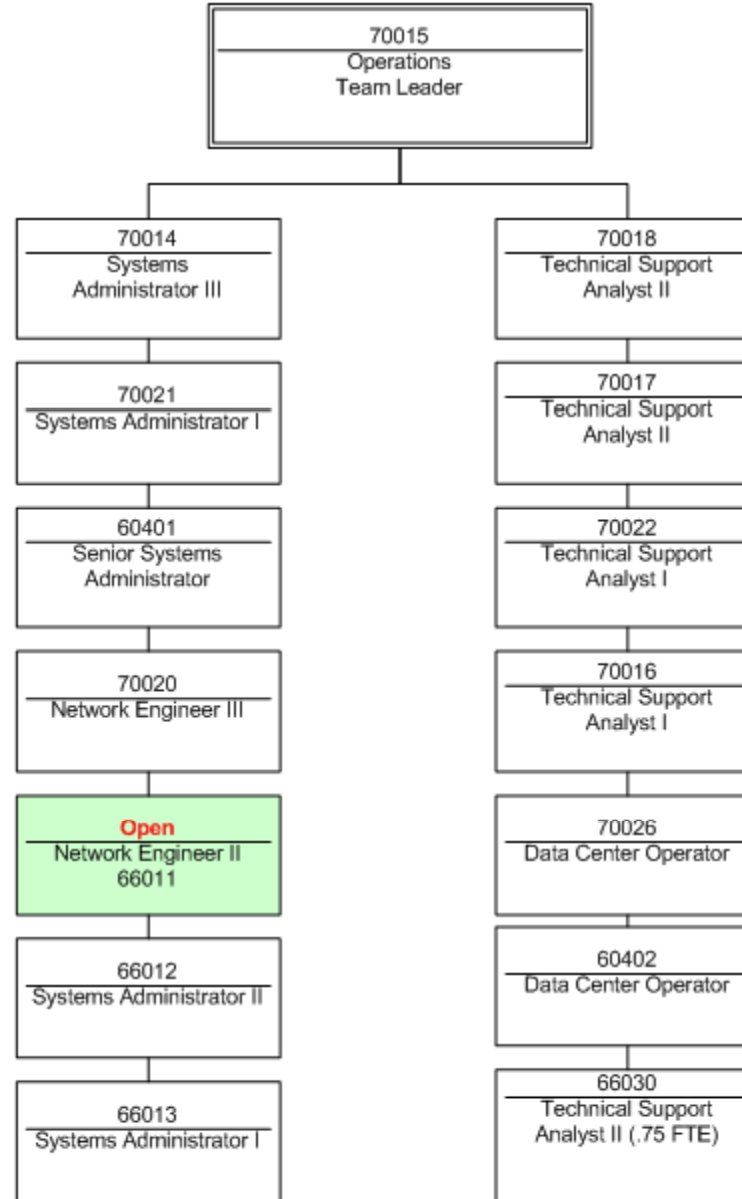 70015
Operations
Team Leader
70014
Systems
Administrator III
70021
Systems Administrator I
60401
Senior Systems
Administrator
70020
Network Engineer III
Open
Network Engineer II
66011
66012
Systems Administrator II
66013
Systems Administrator I
70018
Technical Support
Analyst II
70017
Technical Support
Analyst II
70022
Technical Support
Analyst I
70016
Technical Support
Analyst I
70026
Data Center Operator
60402
Data Center Operator
66030
Technical Support
Analyst II (.75 FTE)